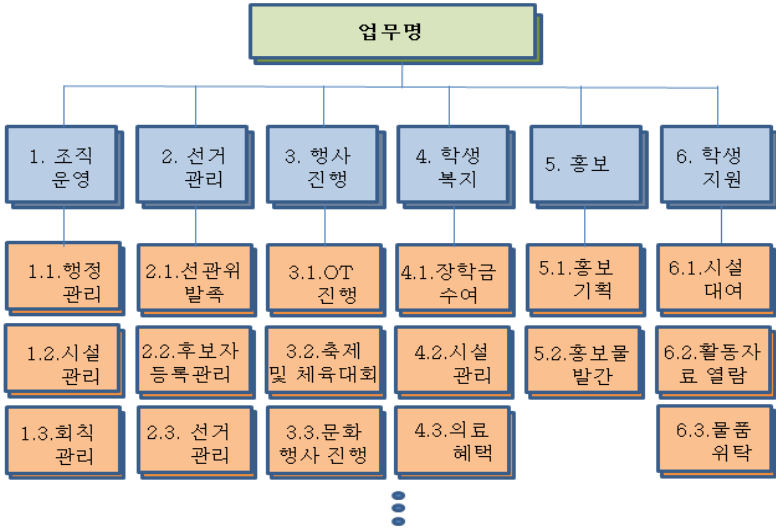 업무명
1. 조직
운영
2. 선거
관리
3. 행사
진행
4. 학생
복지
5. 홍보
6. 학생
지원
1.1.행정
관리
2.1.선관위
발족
3.1.OT
진행
4.1.장학금
수여
5.1.홍보
기획
6.1.시설
대여
1.2.시설
관리
2.2.후보자
등록관리
3.2.축제
및 체육대회
4.2.시설
관리
5.2.홍보물
발간
6.2.활동자
료 열람
1.3.회칙
관리
2.3. 선거
관리
3.3.문화
행사 진행
4.3.의료
혜택
6.3.물품
위탁